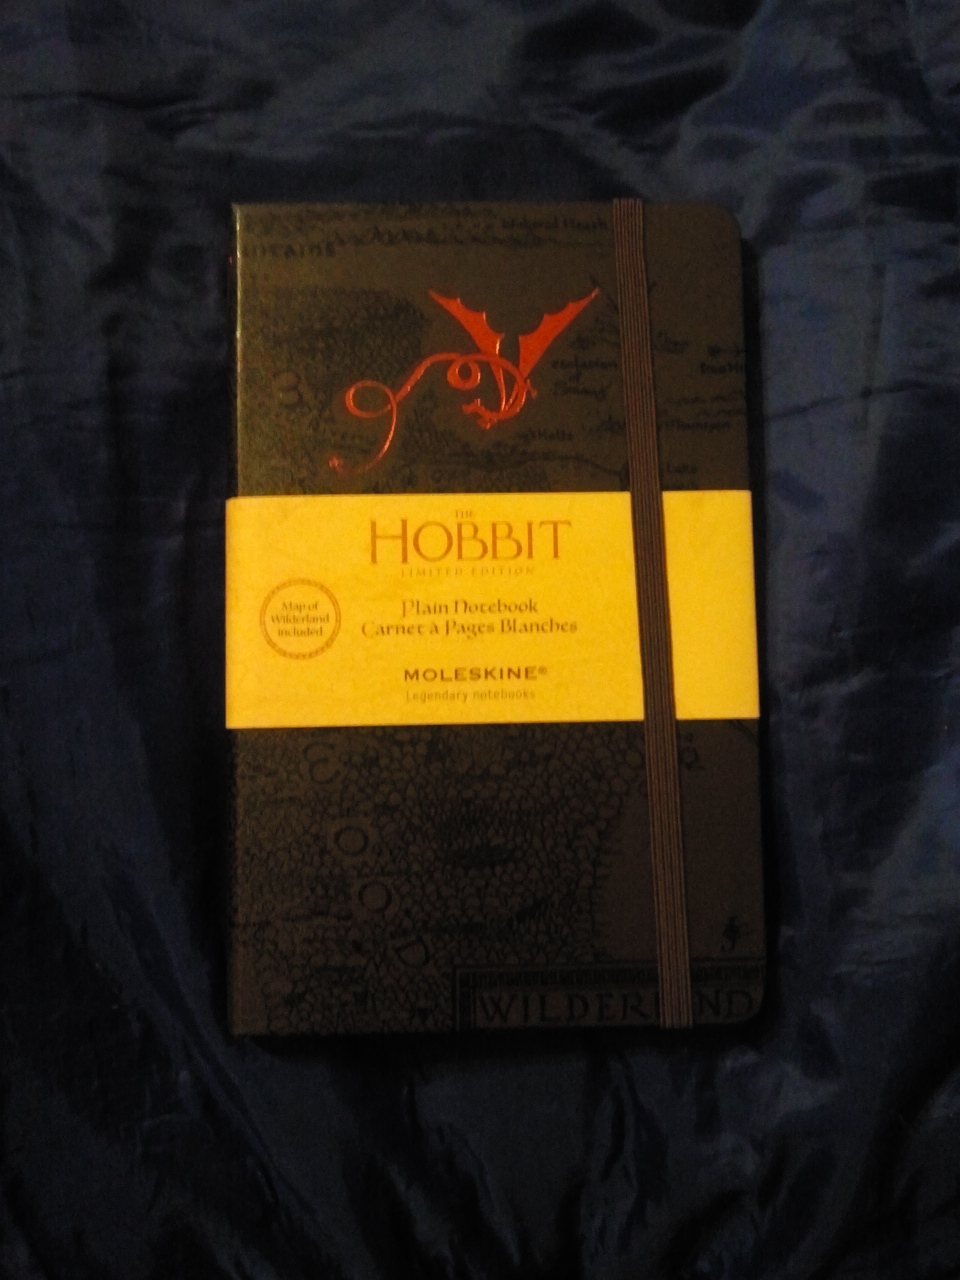 THE
HOBBIT
LIMITED EDITION
Map of
Wilderland
included
Plain Notebook
Carnet à Pages Blanches
MOLESKINE®
Legendary notebooks
WILDERLAND